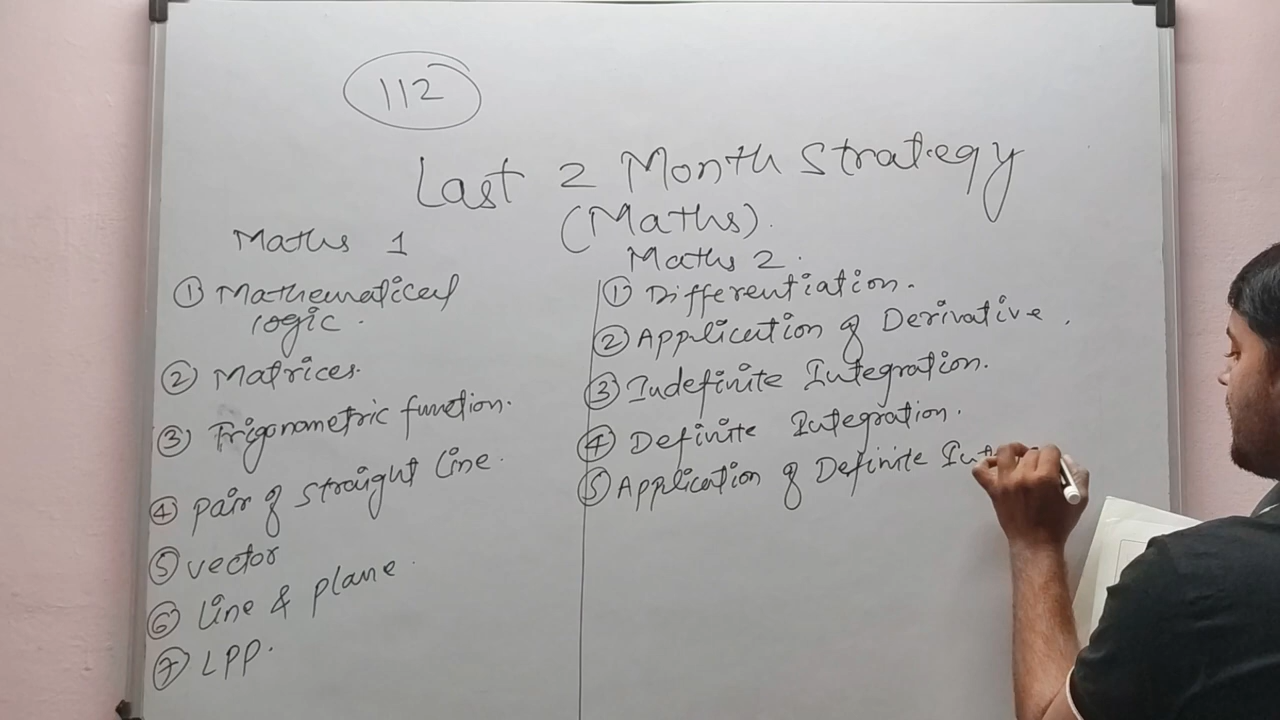 112
Last 2 Month Strategy
(Maths).
Maths 1
① Mathematical
logic.
② Matrices.
③ Trigonometric function.
④ Pair of straight line.
⑤ vector
⑥ line & plane.
⑦ LPP.
Maths 2.
① Differentiation.
② Application of Derivative.
③ Indefinite Integration.
④ Definite Integration.
⑤ Application of Definite